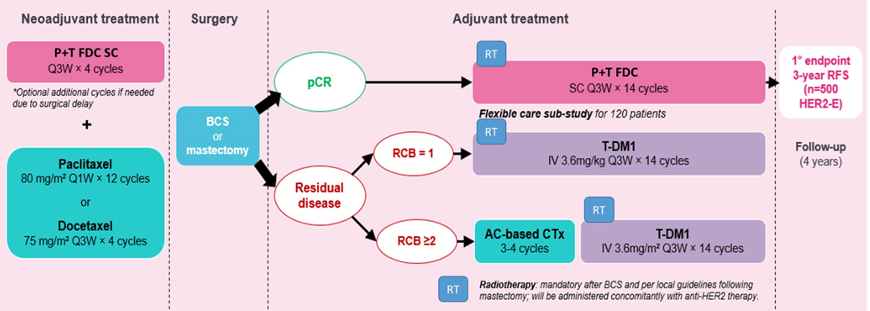 Neoadjuvant treatment
Surgery
Adjuvant treatment
P+T FDC SC
Q3W × 4 cycles
*Optional additional cycles if needed
due to surgical delay
+
Paclitaxel
80 mg/m² Q1W × 12 cycles
or
Docetaxel
75 mg/m² Q3W × 4 cycles
BCS
or
mastectomy
pCR
Residual
disease
RCB = 1
RCB ≥2
RT
P+T FDC
SC Q3W × 14 cycles
Flexible care sub-study for 120 patients
RT
T-DM1
IV 3.6mg/kg Q3W × 14 cycles
AC-based CTx
3-4 cycles
RT
T-DM1
IV 3.6mg/m² Q3W × 14 cycles
1° endpoint
3-year RFS
(n=500
HER2-E)
Follow-up
(4 years)
RT
Radiotherapy: mandatory after BCS and per local guidelines following
mastectomy; will be administered concomitantly with anti-HER2 therapy.